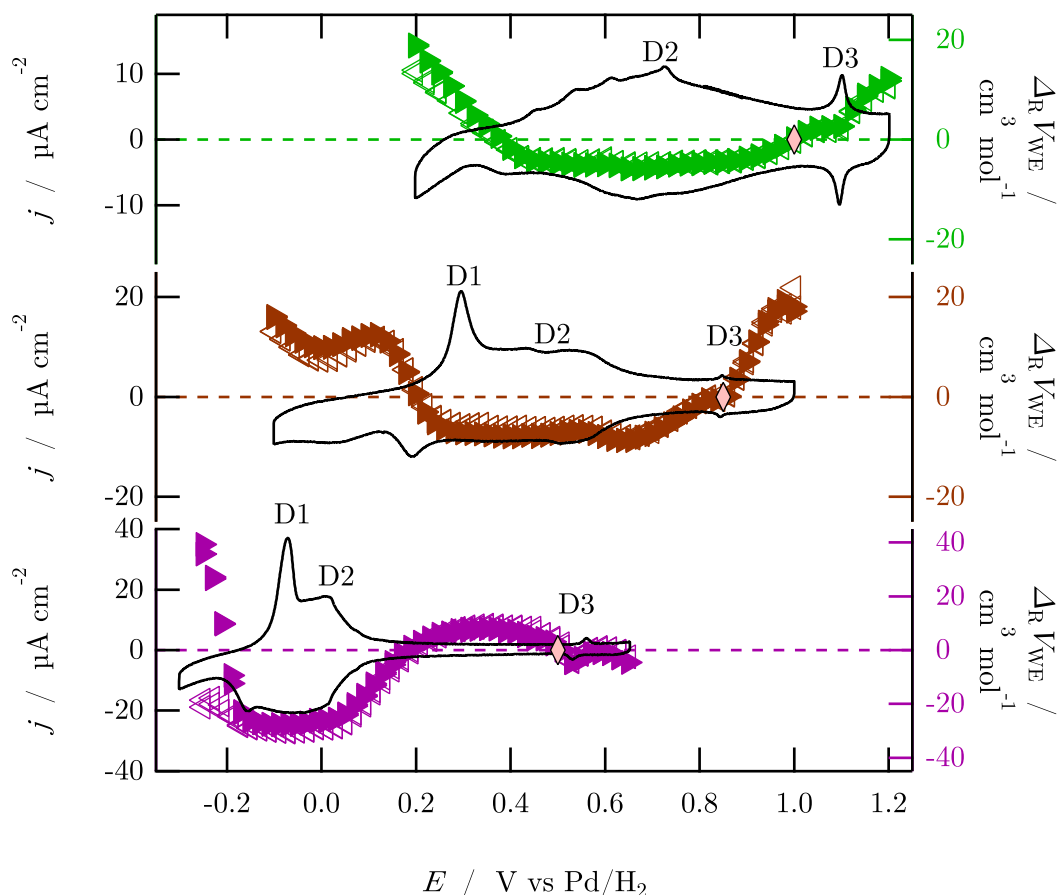 D2
D3
10
0
-10
j / µA cm-2
20
0
-20
ΔR VWE /
cm3 mol-1
D1
D2
D3
20
0
-20
j / µA cm-2
20
0
-20
ΔR VWE /
cm3 mol-1
D1
D2
D3
40
20
0
-20
-40
j / µA cm-2
40
20
0
-20
-40
ΔR VWE /
cm3 mol-1
-0.2 0.0 0.2 0.4 0.6 0.8 1.0 1.2
E / V vs Pd/H2